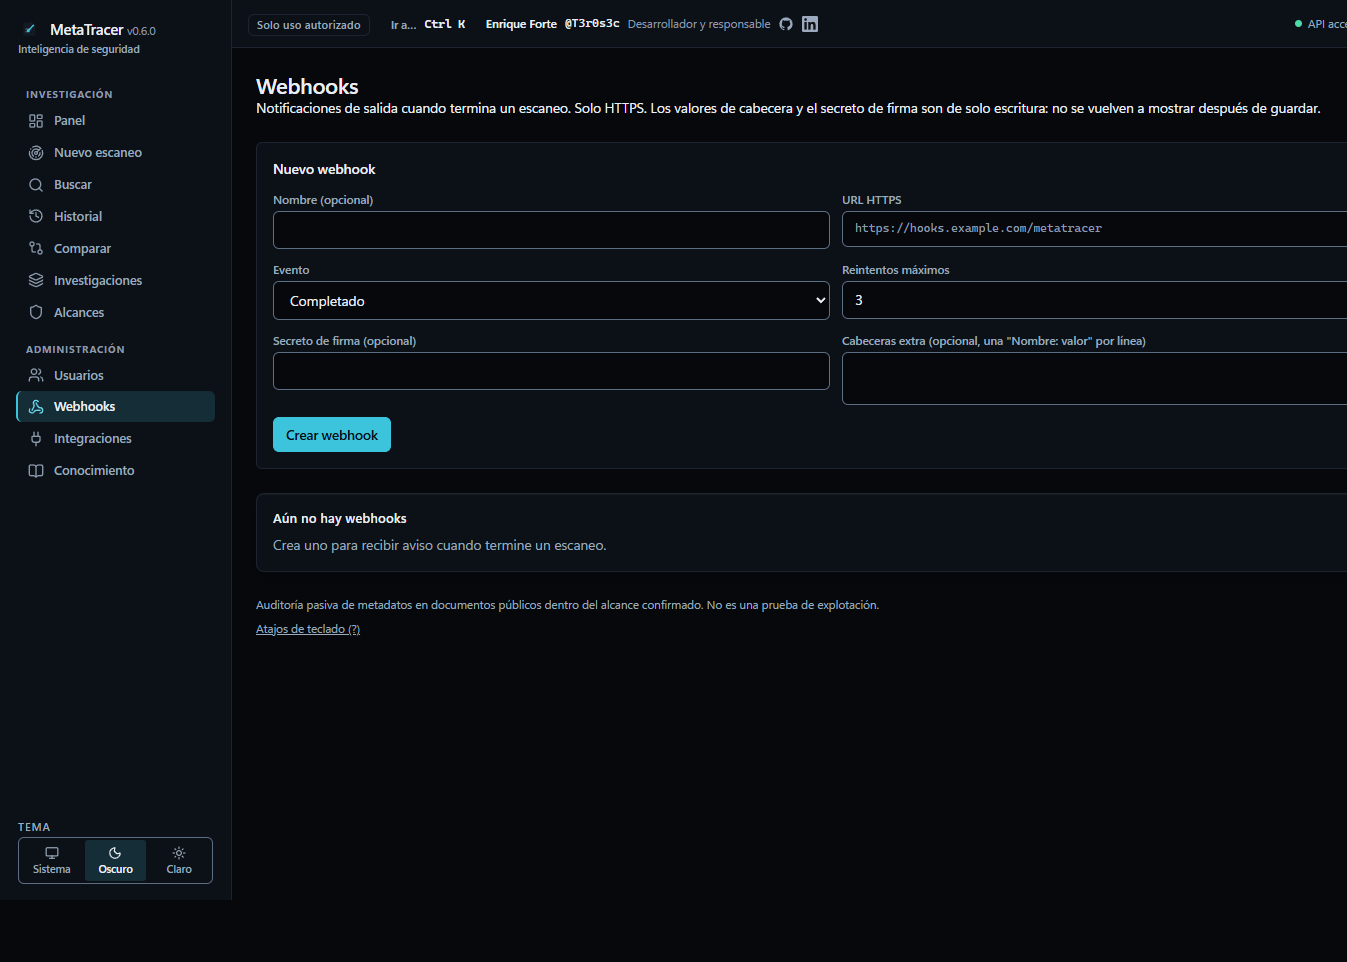 MetaTracer v0.6.0
Inteligencia de seguridad
INVESTIGACIÓN
Panel
Nuevo escaneo
Buscar
Historial
Comparar
Investigaciones
Alcances
ADMINISTRACIÓN
Usuarios
Webhooks
Integraciones
Conocimiento
TEMA
Sistema Oscuro Claro
Solo uso autorizado Ir a... Ctrl K Enrique Forte @T3r0s3c Desarrollador y responsable API acce
Webhooks
Notificaciones de salida cuando termina un escaneo. Solo HTTPS. Los valores de cabecera y el secreto de firma son de solo escritura: no se vuelven a mostrar después de guardar.
Nuevo webhook
Nombre (opcional) URL HTTPS
https://hooks.example.com/metatracer
Evento Reintentos máximos
Completado 3
Secreto de firma (opcional) Cabeceras extra (opcional, una "Nombre: valor" por línea)
Crear webhook
Aún no hay webhooks
Crea uno para recibir aviso cuando termine un escaneo.
Auditoría pasiva de metadatos en documentos públicos dentro del alcance confirmado. No es una prueba de explotación.
Atajos de teclado (?)